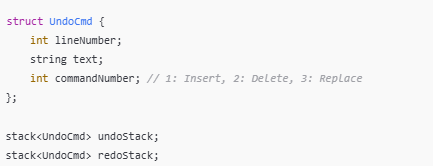 struct UndoCmd {
    int lineNumber;
    string text;
    int commandNumber; // 1: Insert, 2: Delete, 3: Replace
};

stack<UndoCmd> undoStack;
stack<UndoCmd> redoStack;